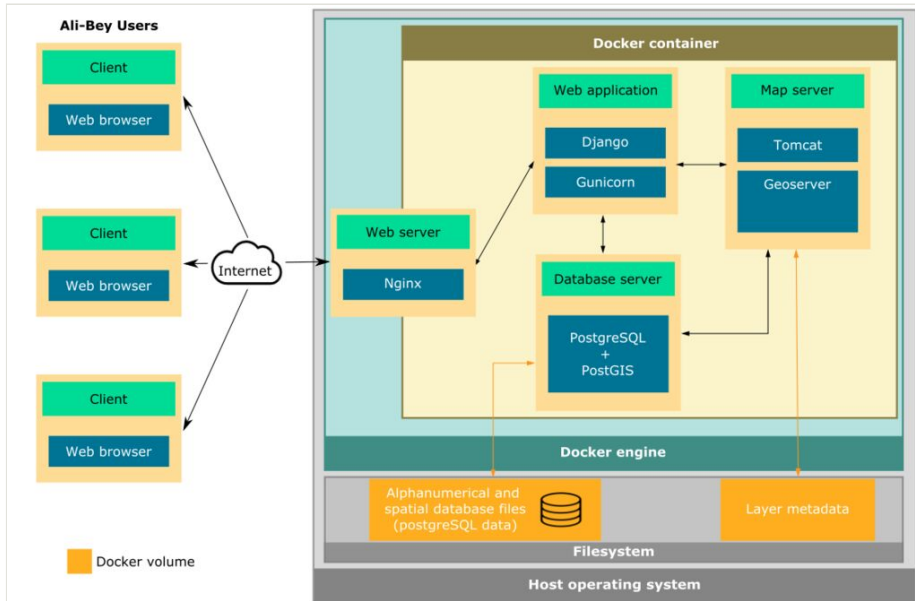 Ali-Bey Users
Client
Web browser
Client
Web browser
Client
Web browser
Internet
Docker container
Web application
Django
Gunicorn
Map server
Tomcat
Geoserver
Web server
Nginx
Database server
PostgreSQL
+
PostGIS
Docker engine
Alphanumerical and
spatial database files
(postgreSQL data)
Layer metadata
Filesystem
Docker volume
Host operating system